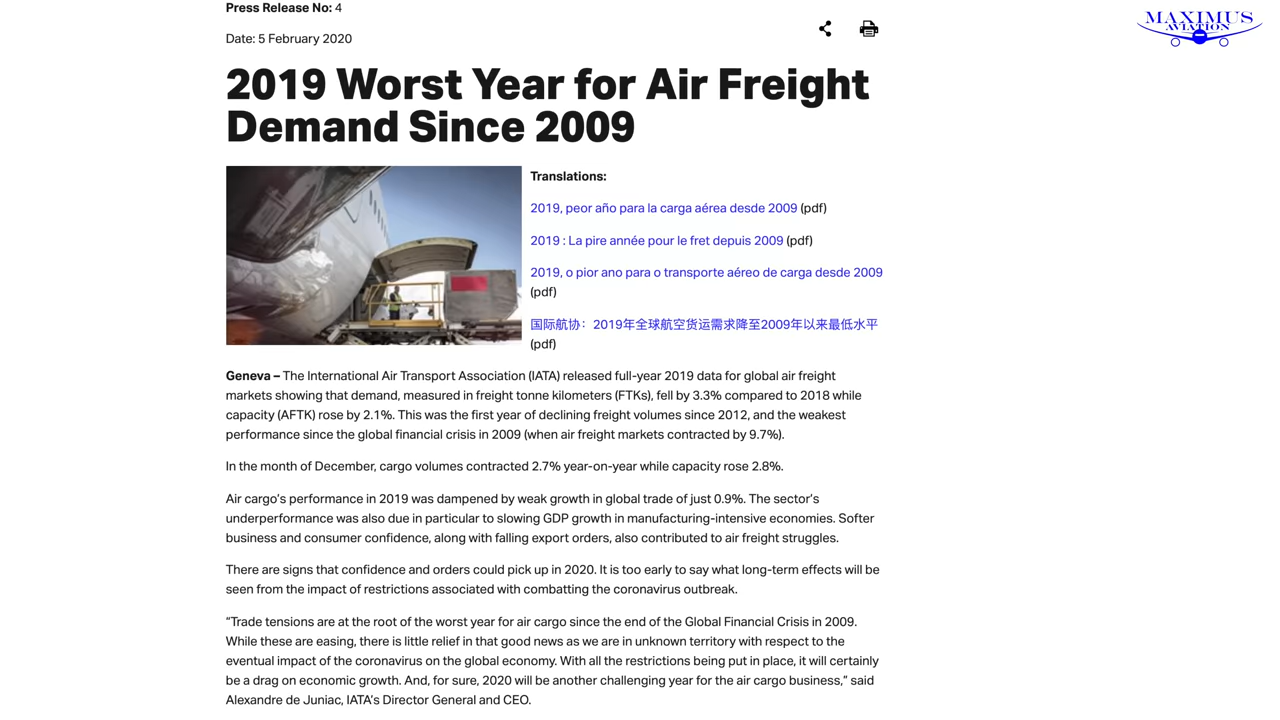 Press Release No: 4
MAXIMUS
AVIATION
Date: 5 February 2020
2019 Worst Year for Air Freight
Demand Since 2009
Translations:
2019, peor año para la carga aérea desde 2009 (pdf)
2019 : La pire année pour le fret depuis 2009 (pdf)
2019, o pior ano para o transporte aéreo de carga desde 2009
(pdf)
国际航协：2019年全球航空货运需求降至2009年以来最低水平
(pdf)
Geneva – The International Air Transport Association (IATA) released full-year 2019 data for global air freight
markets showing that demand, measured in freight tonne kilometers (FTKs), fell by 3.3% compared to 2018 while
capacity (AFTK) rose by 2.1%. This was the first year of declining freight volumes since 2012, and the weakest
performance since the global financial crisis in 2009 (when air freight markets contracted by 9.7%).
In the month of December, cargo volumes contracted 2.7% year-on-year while capacity rose 2.8%.
Air cargo’s performance in 2019 was dampened by weak growth in global trade of just 0.9%. The sector’s
underperformance was also due in particular to slowing GDP growth in manufacturing-intensive economies. Softer
business and consumer confidence, along with falling export orders, also contributed to air freight struggles.
There are signs that confidence and orders could pick up in 2020. It is too early to say what long-term effects will be
seen from the impact of restrictions associated with combatting the coronavirus outbreak.
“Trade tensions are at the root of the worst year for air cargo since the end of the Global Financial Crisis in 2009.
While these are easing, there is little relief in that good news as we are in unknown territory with respect to the
eventual impact of the coronavirus on the global economy. With all the restrictions being put in place, it will certainly
be a drag on economic growth. And, for sure, 2020 will be another challenging year for the air cargo business,” said
Alexandre de Juniac, IATA’s Director General and CEO.